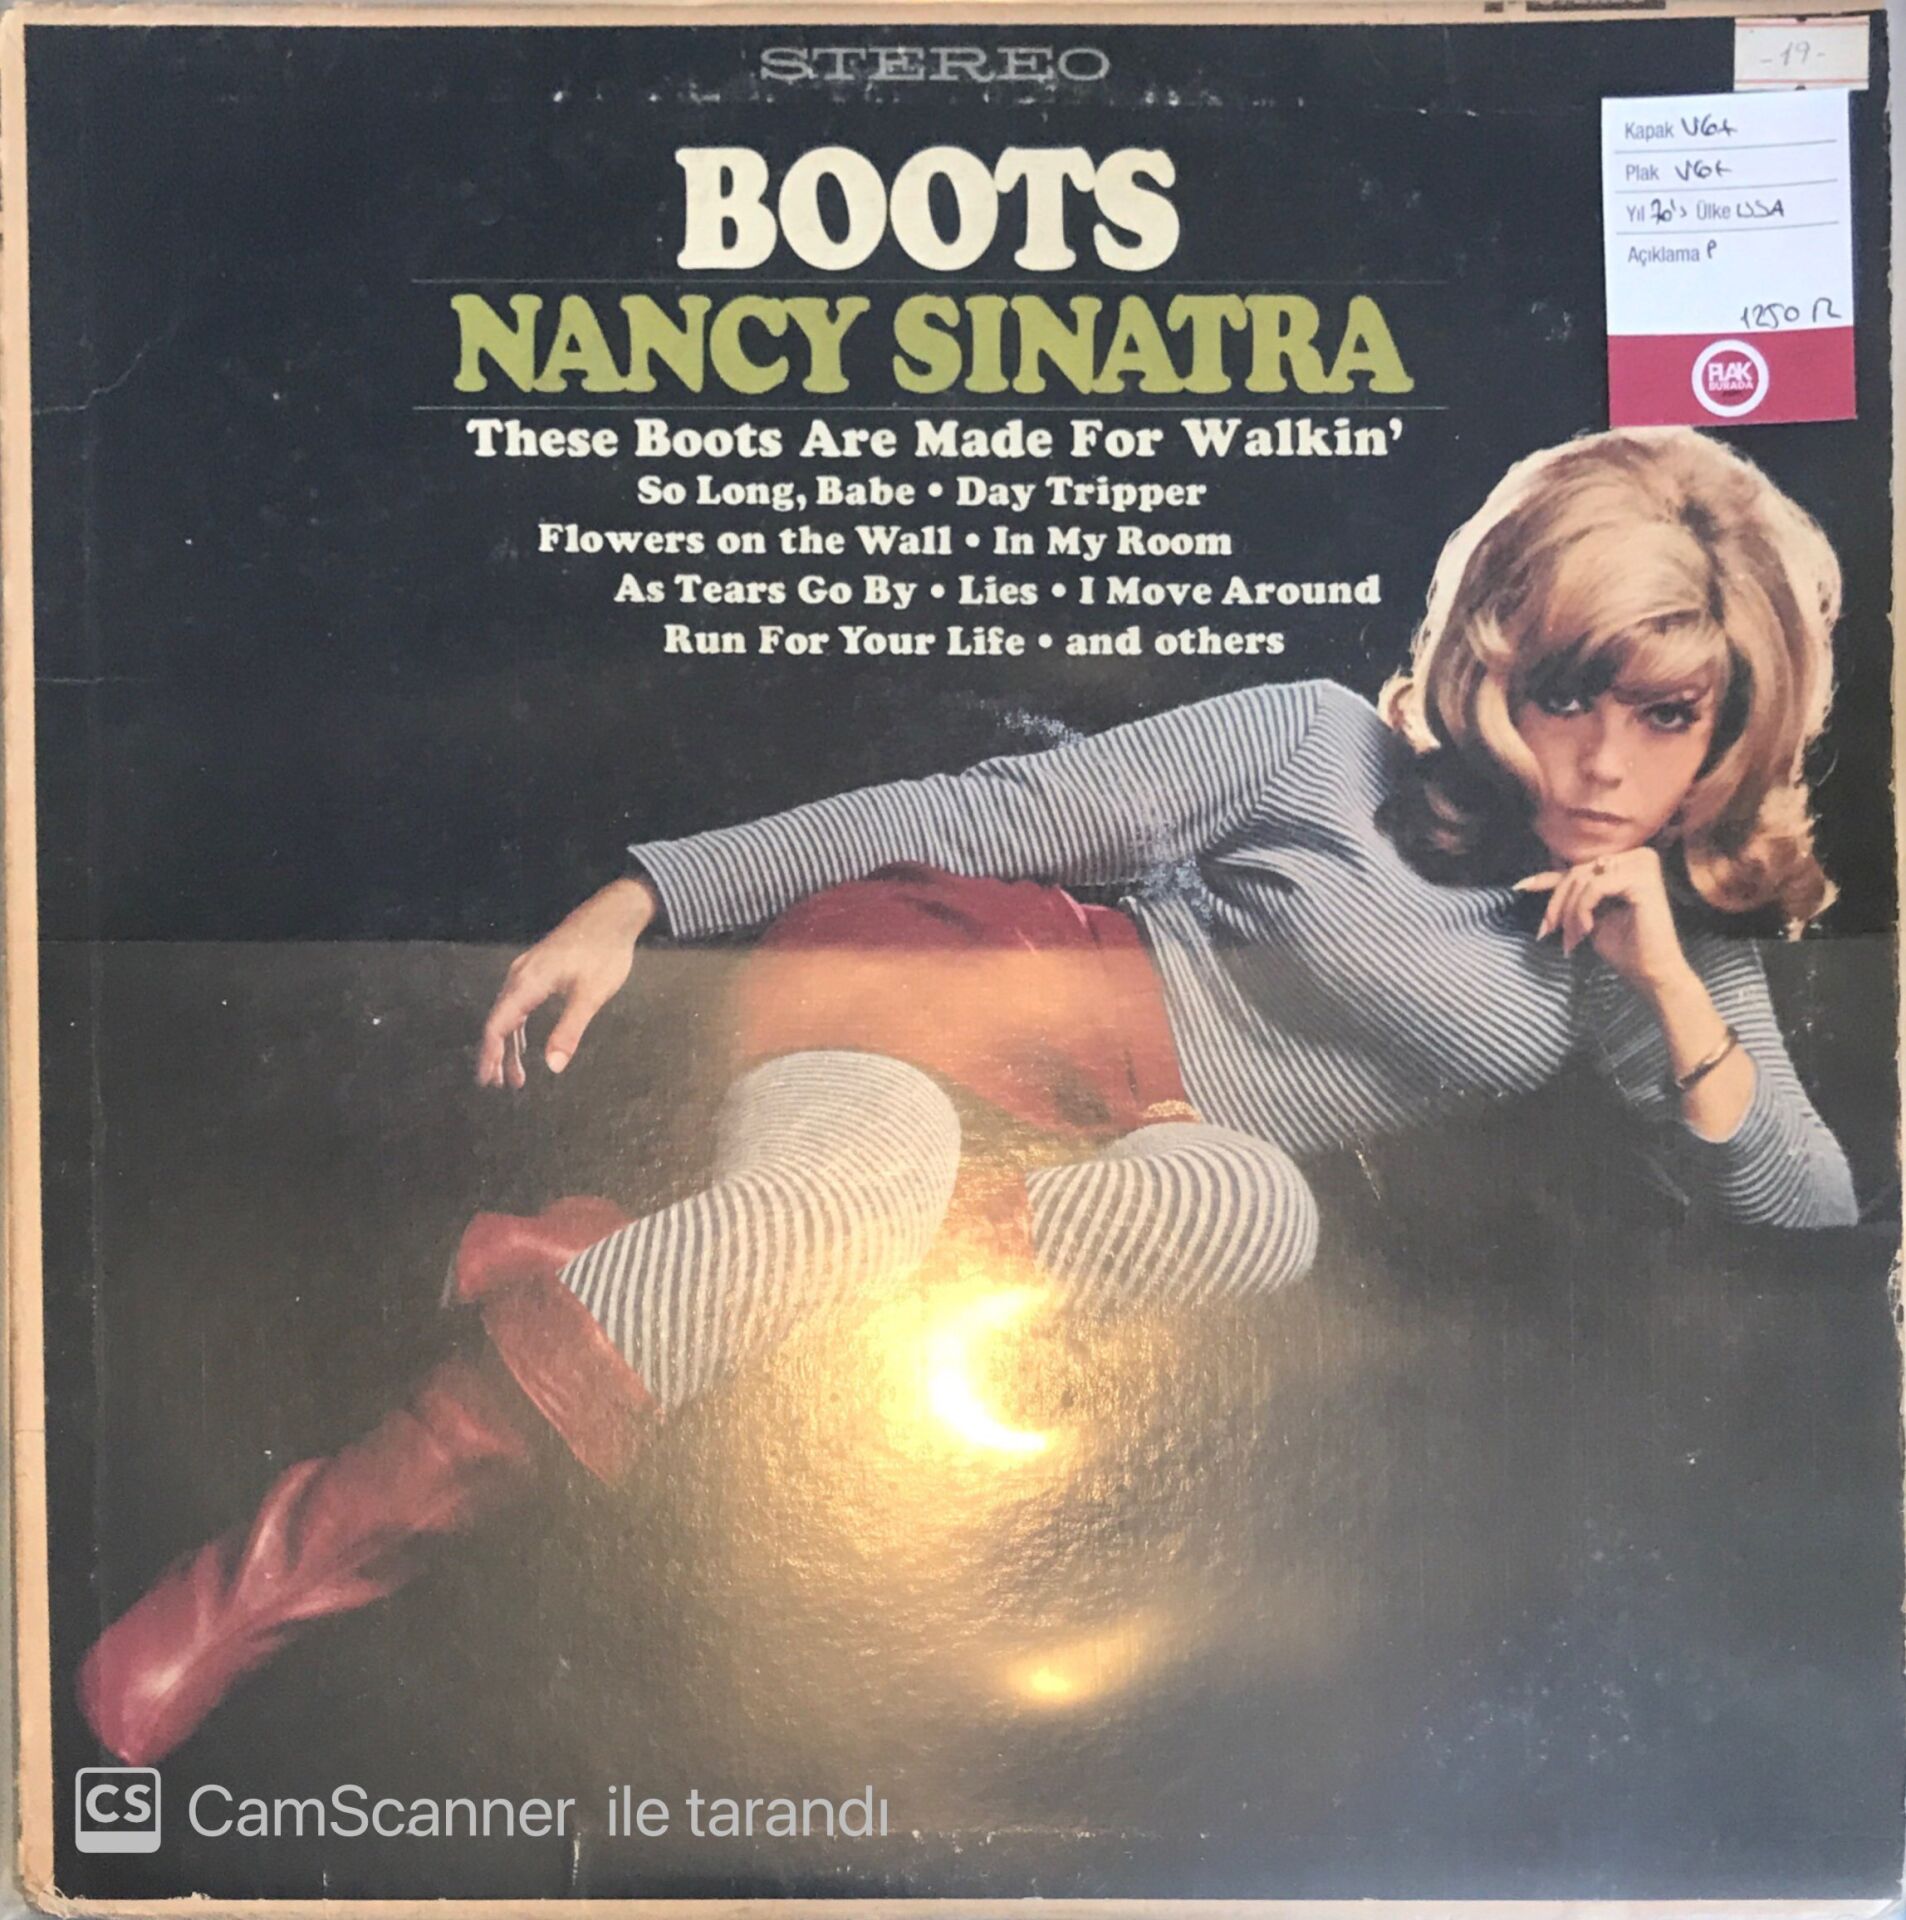 STEREO
-19-
BOOTS
NANCY SINATRA
These Boots Are Made For Walkin'
So Long, Babe • Day Tripper
Flowers on the Wall • In My Room
As Tears Go By • Lies • I Move Around
Run For Your Life • and others
Kapak VG+
Plak VG+
Yıl 70's Ülke USA
Açıklama P
1250
PLAK
BURADA
CS CamScanner ile tarandı